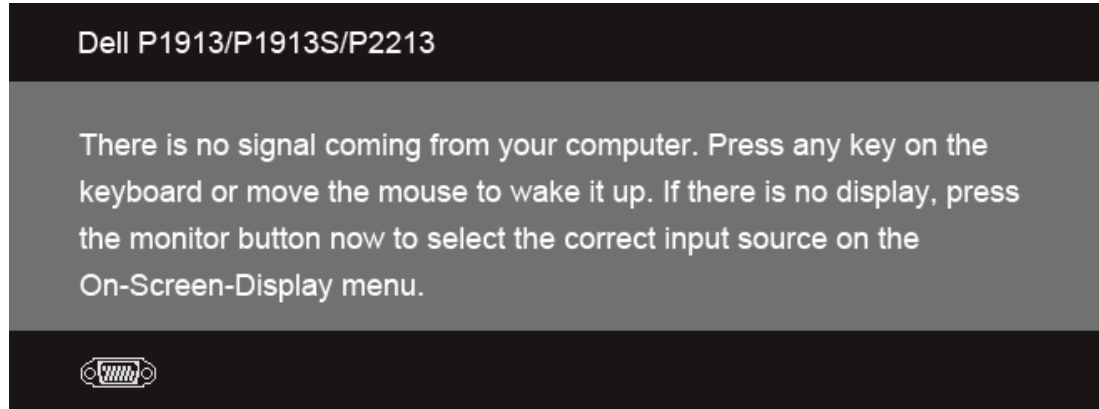 Dell P1913/P1913S/P2213
There is no signal coming from your computer. Press any key on the
keyboard or move the mouse to wake it up. If there is no display, press
the monitor button now to select the correct input source on the
On-Screen-Display menu.